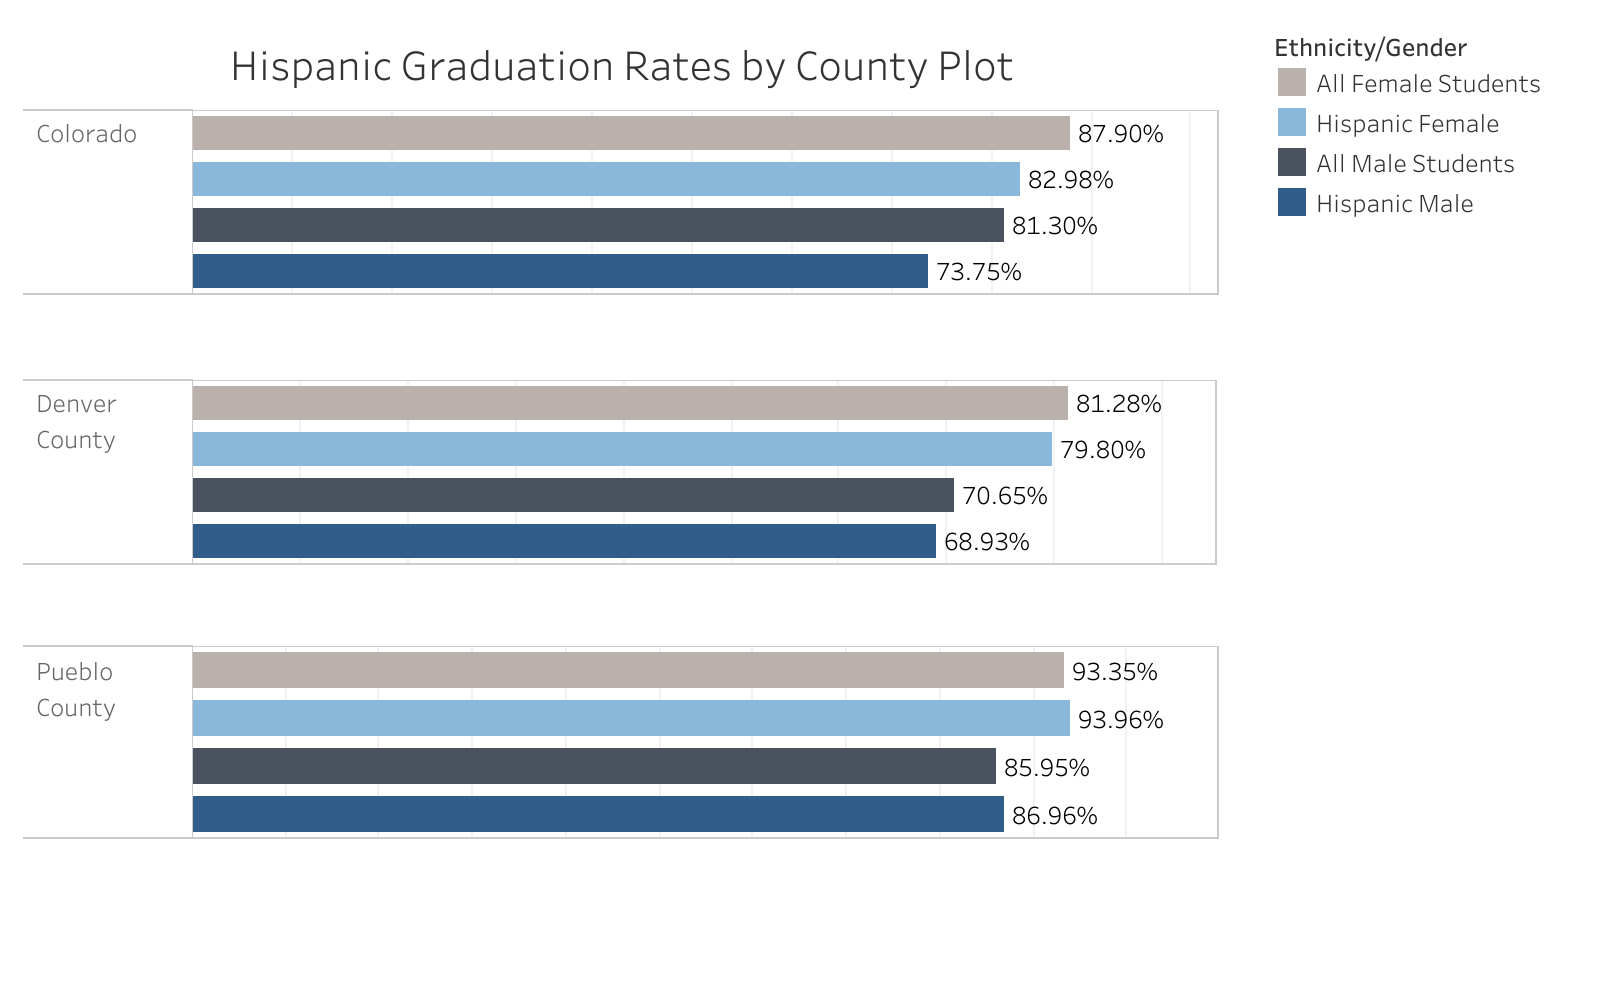 Hispanic Graduation Rates by County Plot
Ethnicity/Gender
All Female Students
Hispanic Female
All Male Students
Hispanic Male
Colorado
87.90%
82.98%
81.30%
73.75%
Denver
County
81.28%
79.80%
70.65%
68.93%
Pueblo
County
93.35%
93.96%
85.95%
86.96%